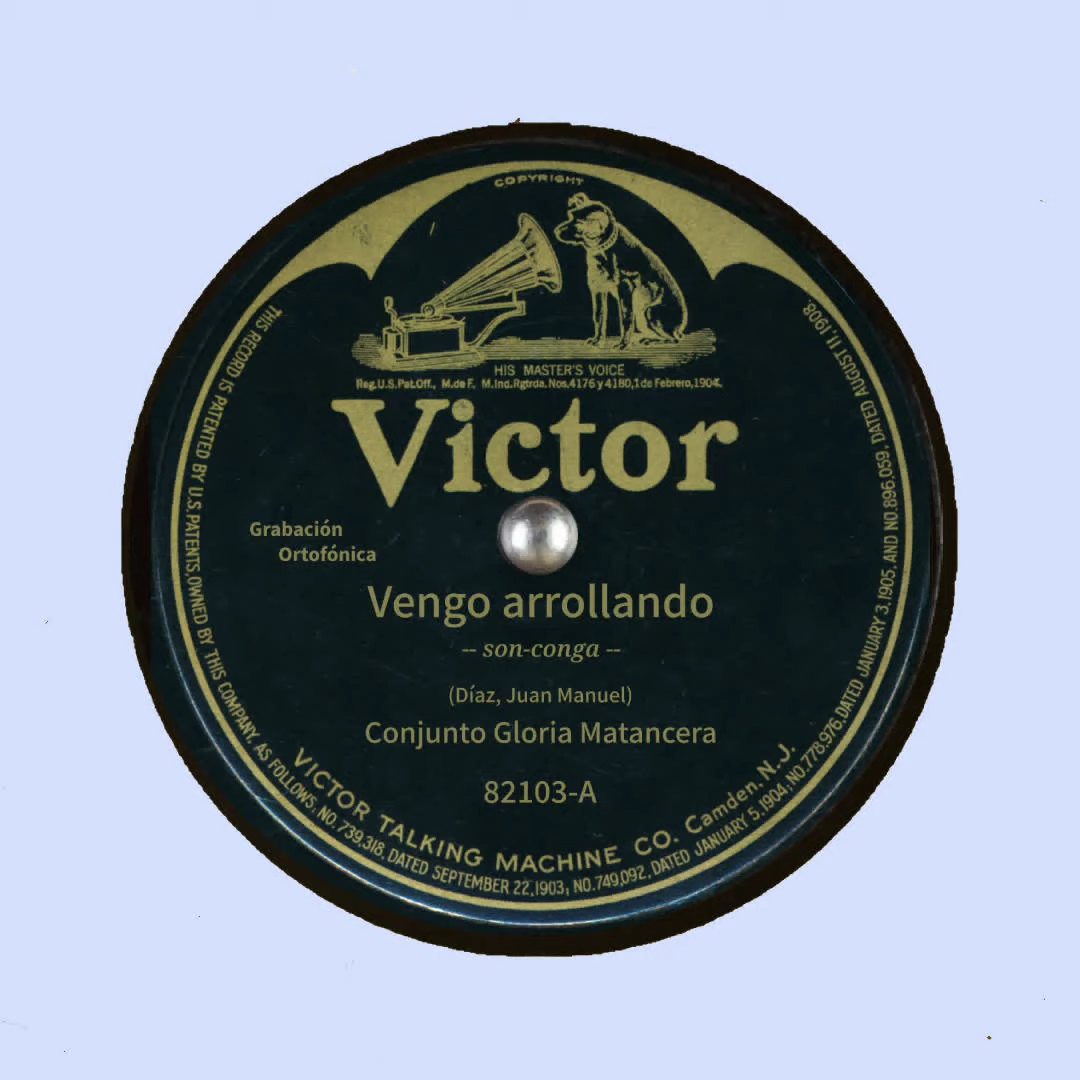 COPYRIGHT
HIS MASTER'S VOICE
Reg.U.S.Pat.Off., M.de F. M.Ind.Rgtrda.Nos.4176 y 4180,1 de Febrero,1904.
Victor
Grabación
Ortofónica
Vengo arrollando
-- son-conga --
(Díaz, Juan Manuel)
Conjunto Gloria Matancera
82103-A
VICTOR TALKING MACHINE CO. Camden, N.J.
THIS RECORD IS PATENTED BY U.S.PATENTS,OWNED BY THIS COMPANY, AS FOLLOWS; NO.739,318, DATED SEPTEMBER 22,1903; NO.749,092, DATED JANUARY 5,1904; NO.778,976, DATED JANUARY 3,1905, AND NO.896,059, DATED AUGUST 11,1908.